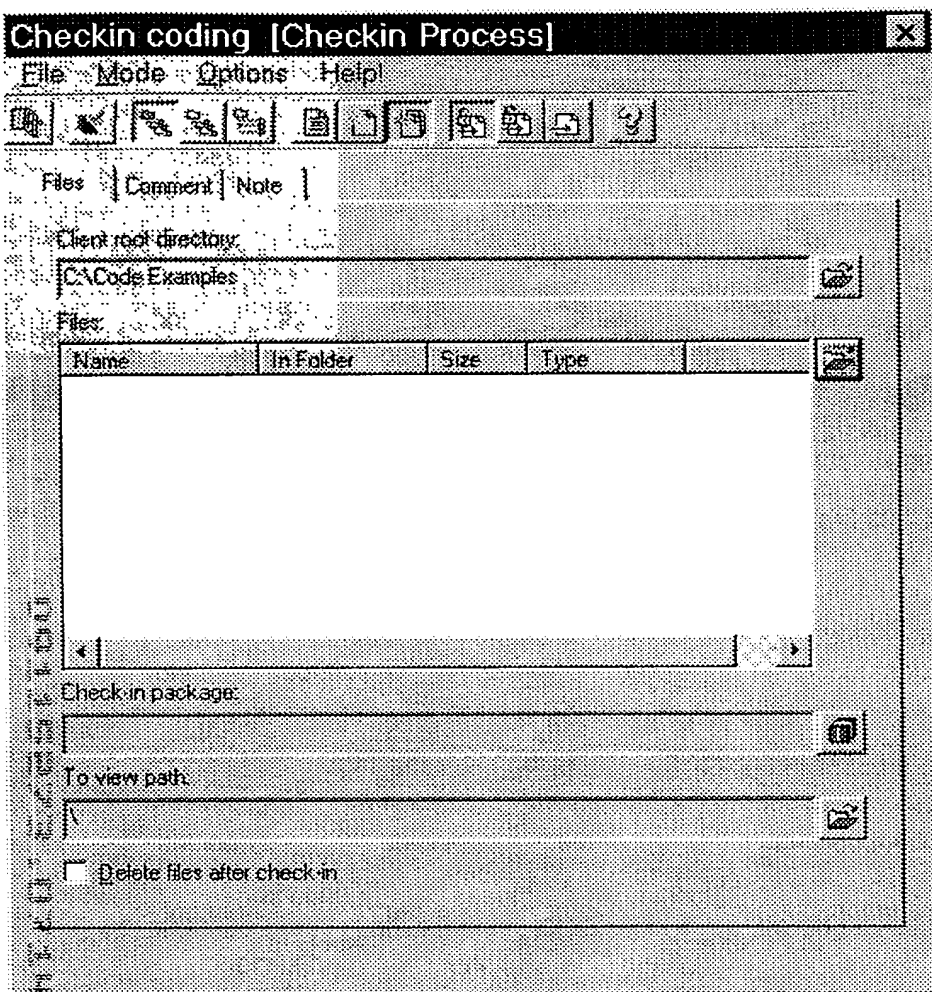 Checkin coding [Checkin Process]
File Mode Options Help!
Files Comment Note
Client root directory:
C:\Code Examples
Files:
Name In Folder Size Type
Check-in package:
To view path:
\
Delete files after check-in